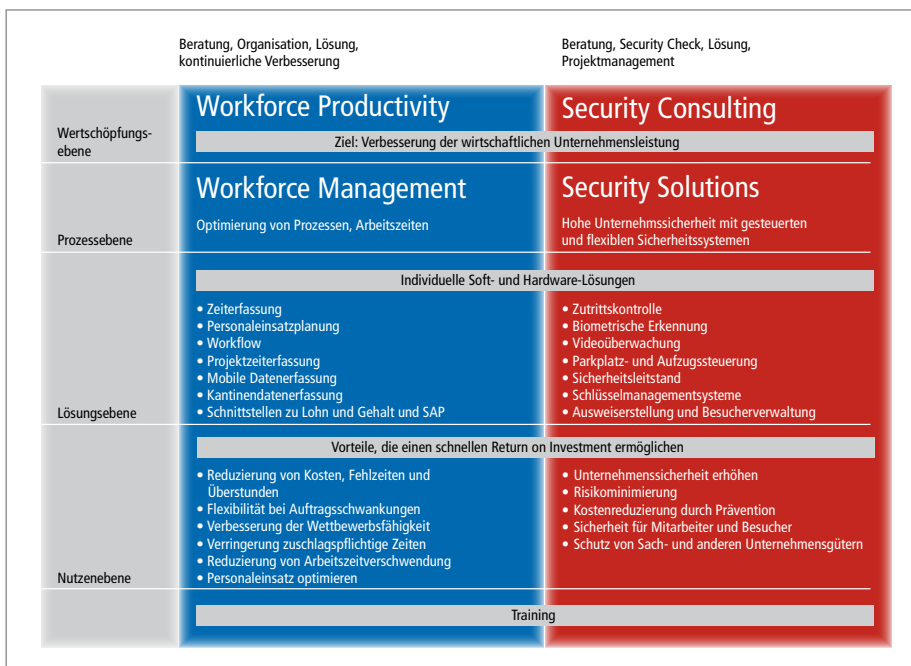 Beratung, Organisation, Lösung,
kontinuierliche Verbesserung
Beratung, Security Check, Lösung,
Projektmanagement
Wertschöpfungs-
ebene
Workforce Productivity
Security Consulting
Ziel: Verbesserung der wirtschaftlichen Unternehmensleistung
Prozessebene
Workforce Management
Optimierung von Prozessen, Arbeitszeiten
Security Solutions
Hohe Unternehmssicherheit mit gesteuerten
und flexiblen Sicherheitssystemen
Individuelle Soft- und Hardware-Lösungen
Lösungsebene
• Zeiterfassung
• Personaleinsatzplanung
• Workflow
• Projektzeiterfassung
• Mobile Datenerfassung
• Kantinendatenerfassung
• Schnittstellen zu Lohn und Gehalt und SAP
• Zutrittskontrolle
• Biometrische Erkennung
• Videoüberwachung
• Parkplatz- und Aufzugssteuerung
• Sicherheitsleitstand
• Schlüsselmanagementsysteme
• Ausweiserstellung und Besucherverwaltung
Vorteile, die einen schnellen Return on Investment ermöglichen
Nutzenebene
• Reduzierung von Kosten, Fehlzeiten und
Überstunden
• Flexibilität bei Auftragsschwankungen
• Verbesserung der Wettbewerbsfähigkeit
• Verringerung zuschlagspflichtige Zeiten
• Reduzierung von Arbeitszeitverschwendung
• Personaleinsatz optimieren
• Unternehmenssicherheit erhöhen
• Risikominimierung
• Kostenreduzierung durch Prävention
• Sicherheit für Mitarbeiter und Besucher
• Schutz von Sach- und anderen Unternehmensgütern
Training